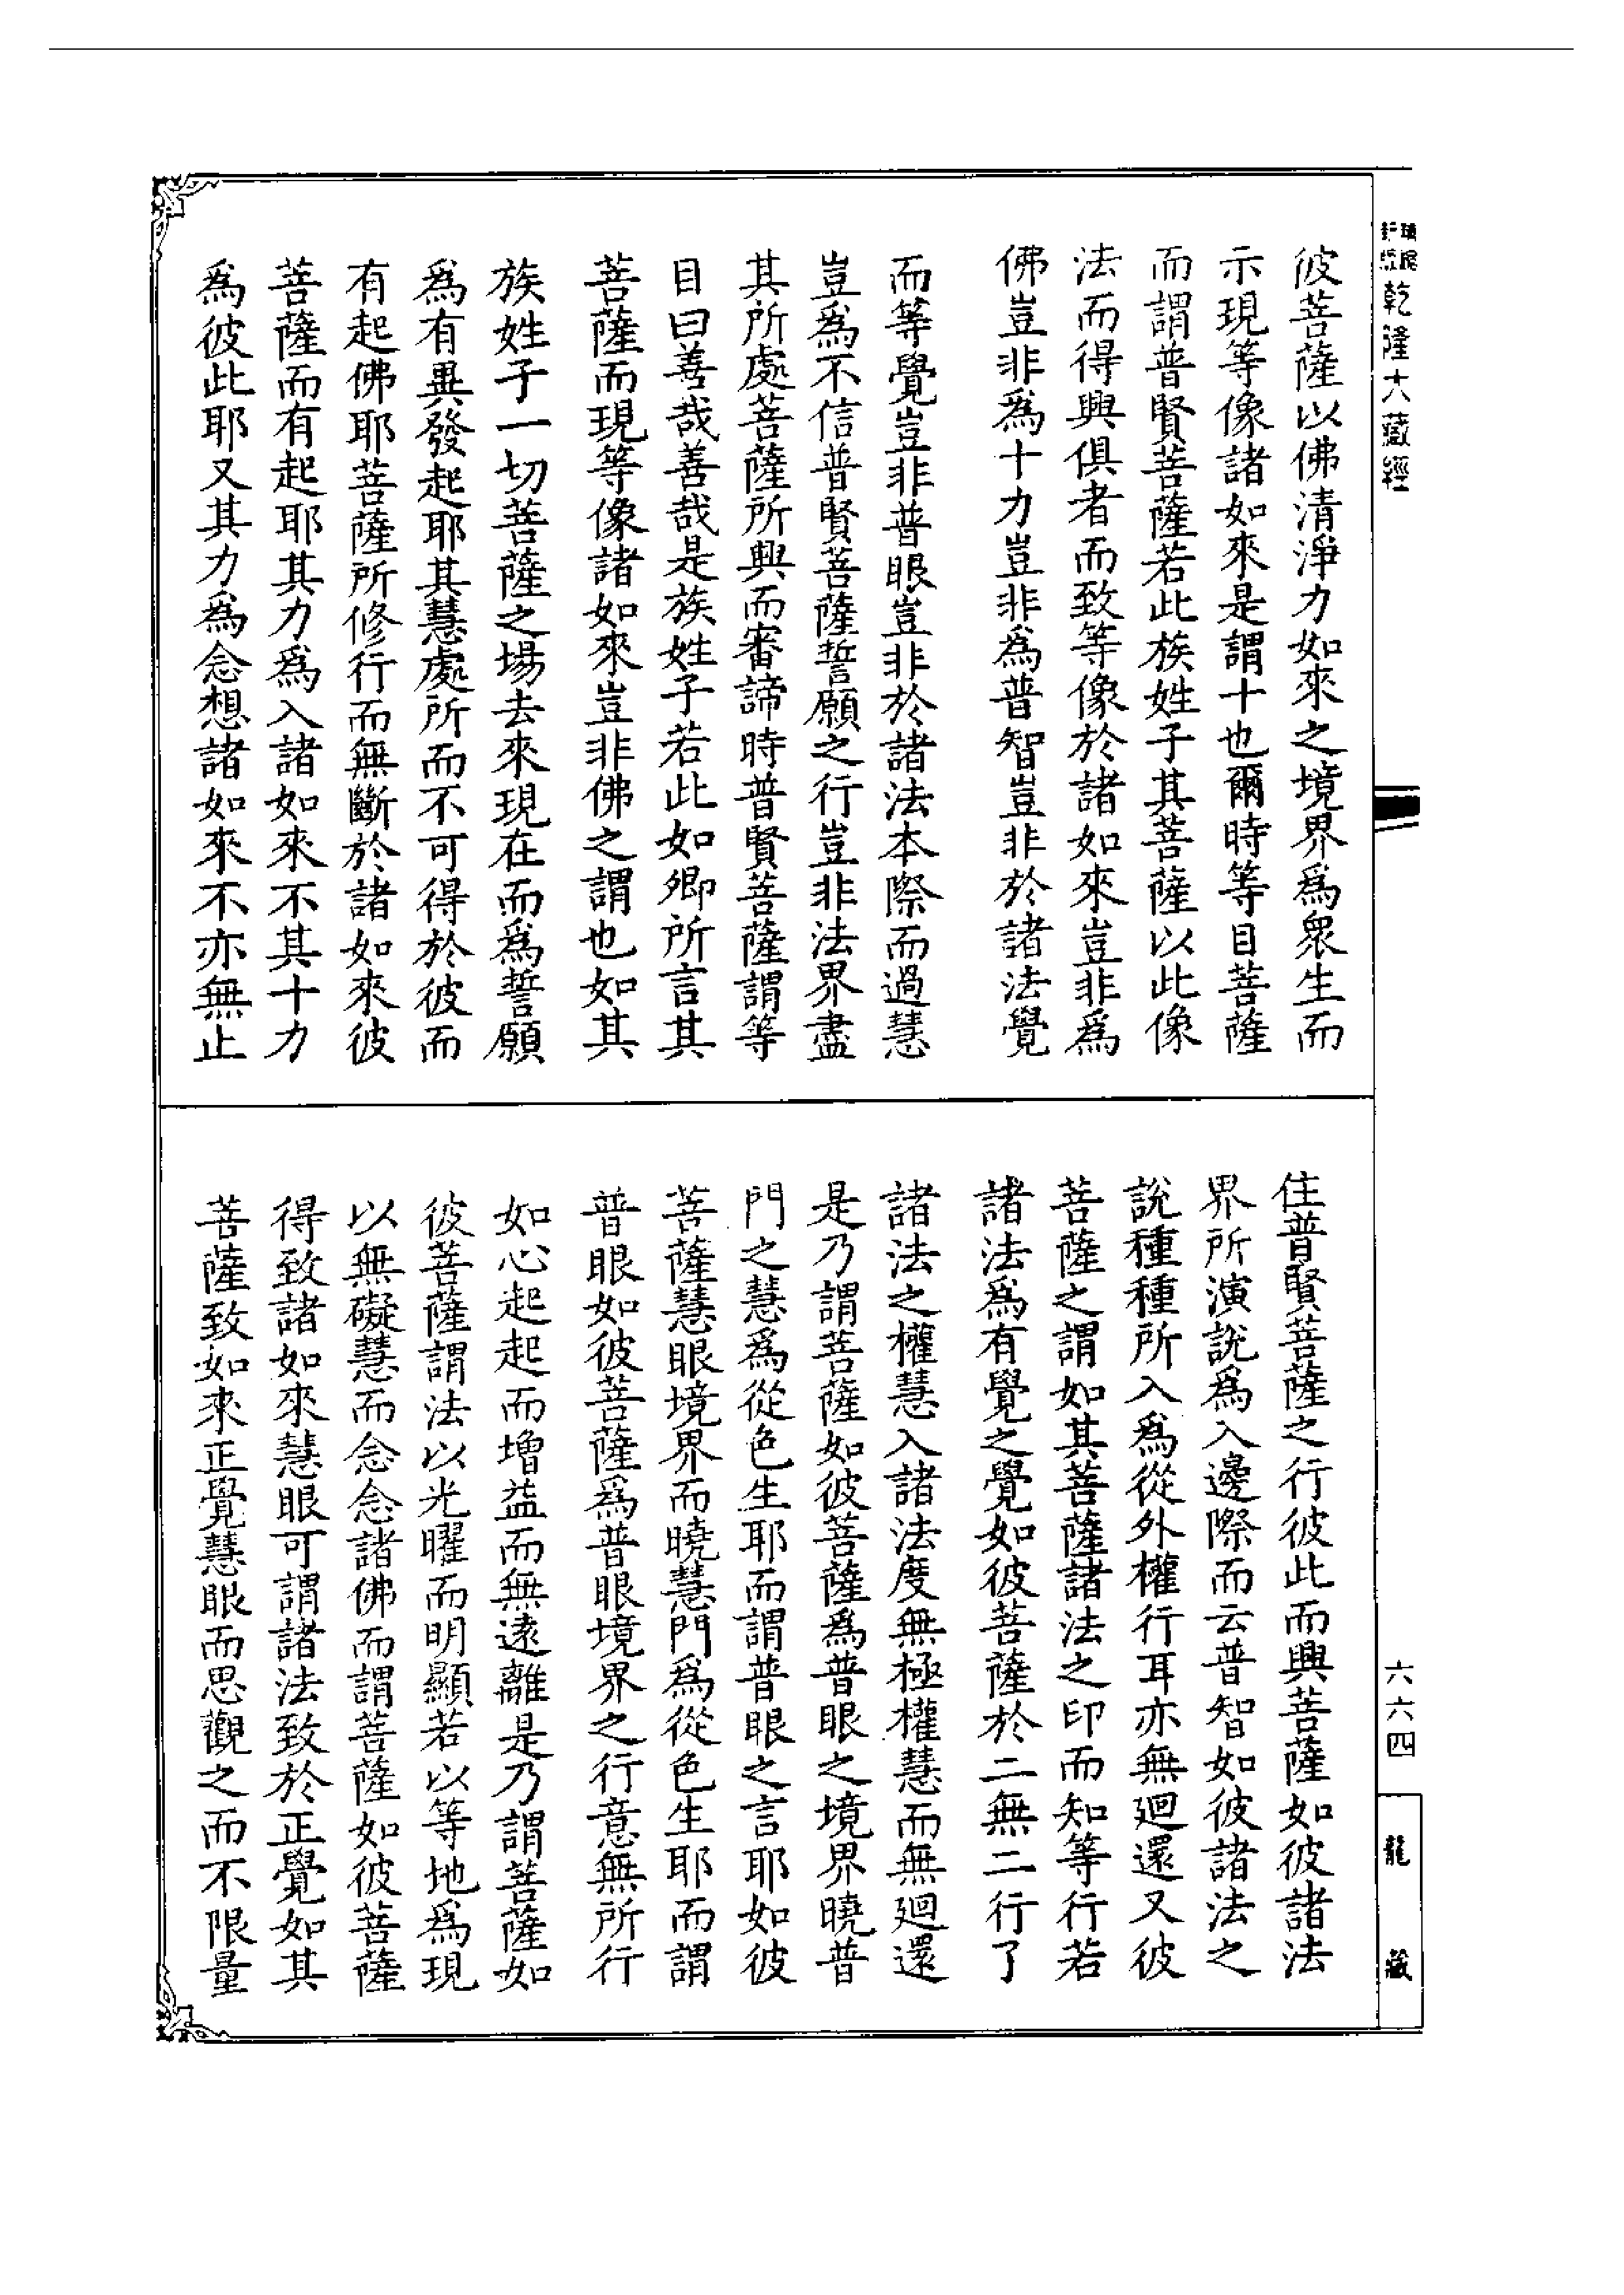 乾隆大藏經
彼菩薩以佛清淨力如來之境界爲衆生而
示現等像諸如來是謂十也爾時等目菩薩
而謂普賢菩薩若此族姓子其菩薩以此像
法而得興俱者而致等像於諸如來豈非爲
佛豈非爲十力豈非爲普智豈非於諸法覺
而等覺豈非普眼豈非於諸法本際而過慧
豈爲不信普賢菩薩誓願之行豈非法界盡
其所處菩薩所興而審諦時普賢菩薩謂等
目曰善哉善哉是族姓子若此如卿所言其
菩薩而現等像諸如來豈非佛之謂也如其
族姓子一切菩薩之場去來現在而爲誓願
爲有異發起耶其慧處所而不可得於彼而
有起佛耶菩薩所修行而無斷於諸如來彼
菩薩而有起耶其力爲入諸如來不其十力
爲彼此耶又其力爲念想諸如來不亦無止
住普賢菩薩之行彼此而興菩薩如彼諸法
界所演說爲入邊際而云普智如彼諸法之
說種種所入爲從外權行耳亦無迴還又彼
菩薩之謂如其菩薩諸法之印而知等行若
諸法爲有覺之覺如彼菩薩於二無二行了
諸法之權慧入諸法度無極權慧而無迴還
是乃謂菩薩如彼菩薩爲普眼之境界曉普
門之慧爲從色生耶而謂普眼之言耶如彼
菩薩慧眼境界而曉慧門爲從色生耶而謂
普眼如彼菩薩爲普眼境界之行意無所行
如心起起而增益而無遠離是乃謂菩薩如
彼菩薩謂法以光曜而明顯若以等地爲現
以無礙慧而念念諸佛而謂菩薩如彼菩薩
得致諸如來慧眼可謂諸法致於正覺如其
菩薩致如來正覺慧眼而思觀之而不限量
六六四
龍藏